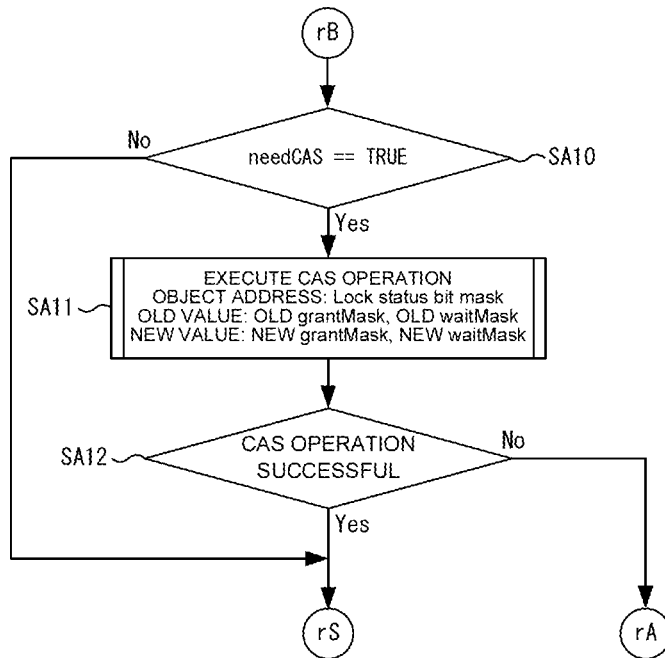 rB
No
needCAS == TRUE
SA10
Yes
EXECUTE CAS OPERATION
OBJECT ADDRESS: Lock status bit mask
SA11
OLD VALUE: OLD grantMask, OLD waitMask
NEW VALUE: NEW grantMask, NEW waitMask
CAS OPERATION
SUCCESSFUL
No
SA12
Yes
rS
rA